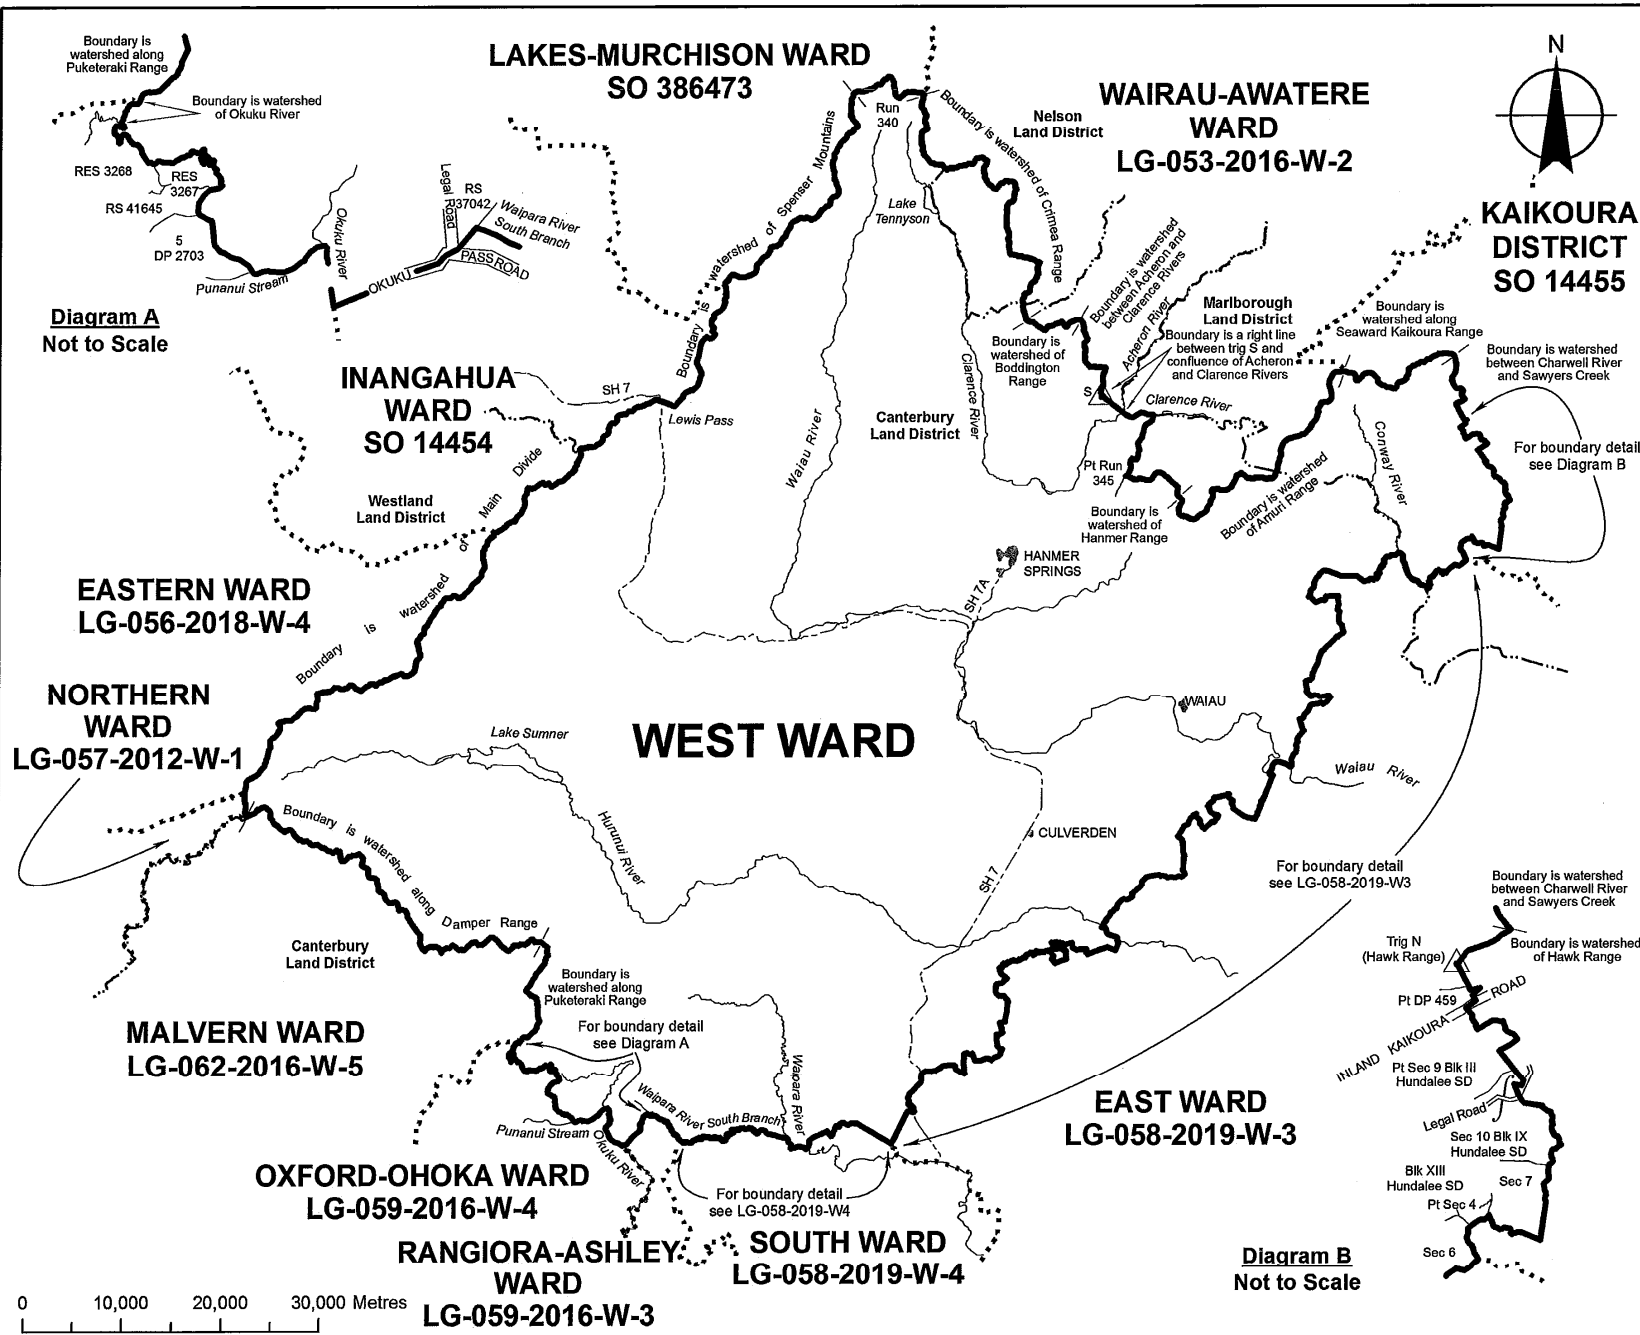 Boundary is
watershed along
Puketeraki Range
Boundary is watershed
of Okuku River
RES 3268
RES
3267
RS 41645
5
DP 2703
Punanui Stream
Okuku River
Legal Road
RS
37042
Waipara River
South Branch
OKUKU
PASS ROAD
Diagram A
Not to Scale
LAKES-MURCHISON WARD
SO 386473
Run
340
Nelson
Land District
WAIRAU-AWATERE
WARD
LG-053-2016-W-2
N
KAIKOURA
DISTRICT
SO 14455
Boundary is watershed of Spenser Mountains
Boundary is watershed of Crimea Range
Lake
Tennyson
Boundary is watershed
between Acheron and
Clarence Rivers
Acheron River
Marlborough
Land District
Boundary is a right line
between trig S and
confluence of Acheron
and Clarence Rivers
Boundary is
watershed along
Seaward Kaikoura Range
Boundary is watershed
between Charwell River
and Sawyers Creek
For boundary detail
see Diagram B
Boundary is
watershed of
Boddington
Range
S
Clarence River
Clarence River
Waiau River
Canterbury
Land District
Pt Run
345
Boundary is
watershed of
Hanmer Range
Boundary is watershed
of Amuri Range
Conway River
INANGAHUA
WARD
SO 14454
SH 7
Lewis Pass
Westland
Land District
Boundary is watershed of Main Divide
EASTERN WARD
LG-056-2018-W-4
NORTHERN
WARD
LG-057-2012-W-1
HANMER
SPRINGS
SH 7A
WEST WARD
Lake Sumner
Hurunui River
WAIAU
Waiau River
CULVERDEN
SH 7
Boundary is watershed along Damper Range
Canterbury
Land District
Boundary is
watershed along
Puketeraki Range
For boundary detail
see Diagram A
MALVERN WARD
LG-062-2016-W-5
Punanui Stream
Okuku River
Waipara River South Branch
Waipara River
For boundary detail
see LG-058-2019-W4
For boundary detail
see LG-058-2019-W3
EAST WARD
LG-058-2019-W-3
OXFORD-OHOKA WARD
LG-059-2016-W-4
RANGIORA-ASHLEY
WARD
LG-059-2016-W-3
SOUTH WARD
LG-058-2019-W-4
Boundary is watershed
between Charwell River
and Sawyers Creek
Trig N
(Hawk Range)
Boundary is watershed
of Hawk Range
Pt DP 459
INLAND KAIKOURA ROAD
Pt Sec 9 Blk III
Hundalee SD
Legal Road
Sec 10 Blk IX
Hundalee SD
Blk XIII
Hundalee SD
Sec 7
Pt Sec 4
Sec 6
Diagram B
Not to Scale
0 10,000 20,000 30,000 Metres